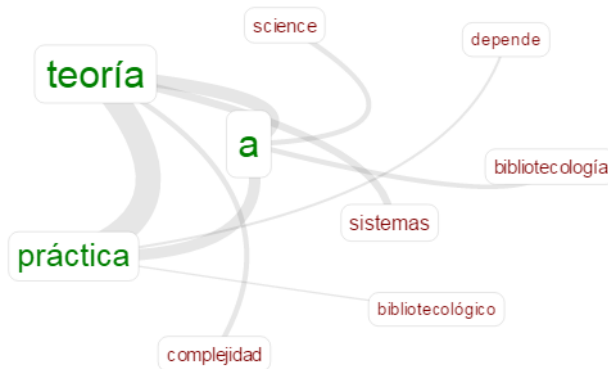 science
depende
teoría
a
bibliotecología
sistemas
práctica
bibliotecológico
complejidad